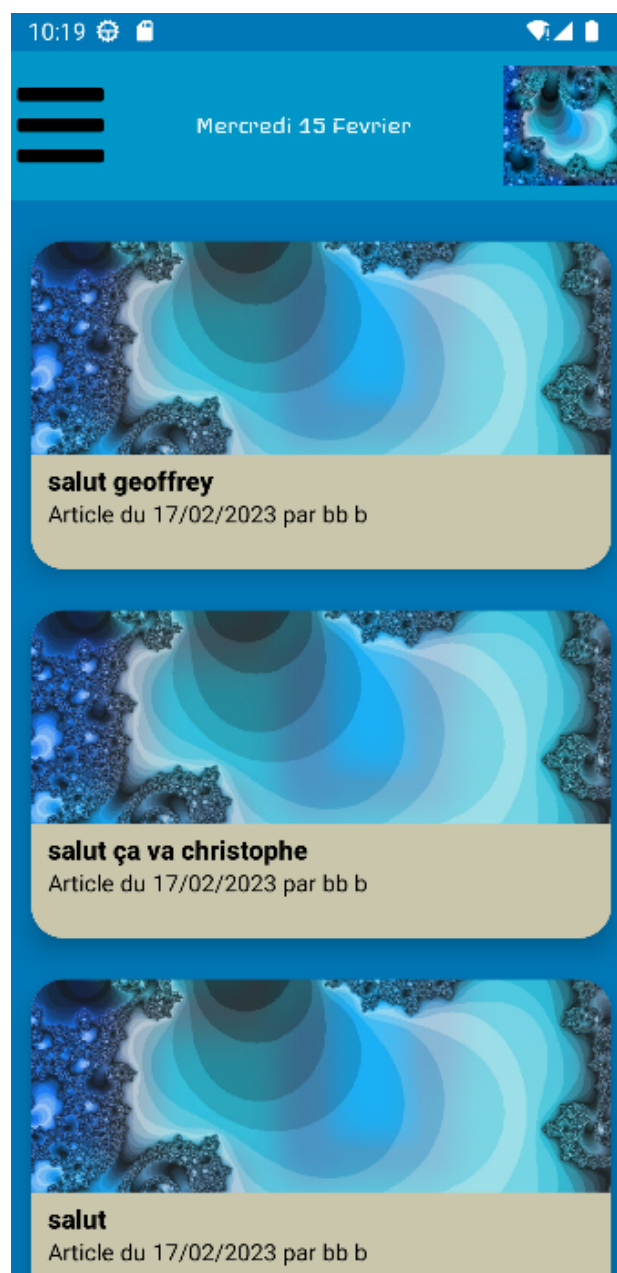 10:19
Mercredi 15 Fevrier
salut geoffrey
Article du 17/02/2023 par bb b
salut ça va christophe
Article du 17/02/2023 par bb b
salut
Article du 17/02/2023 par bb b